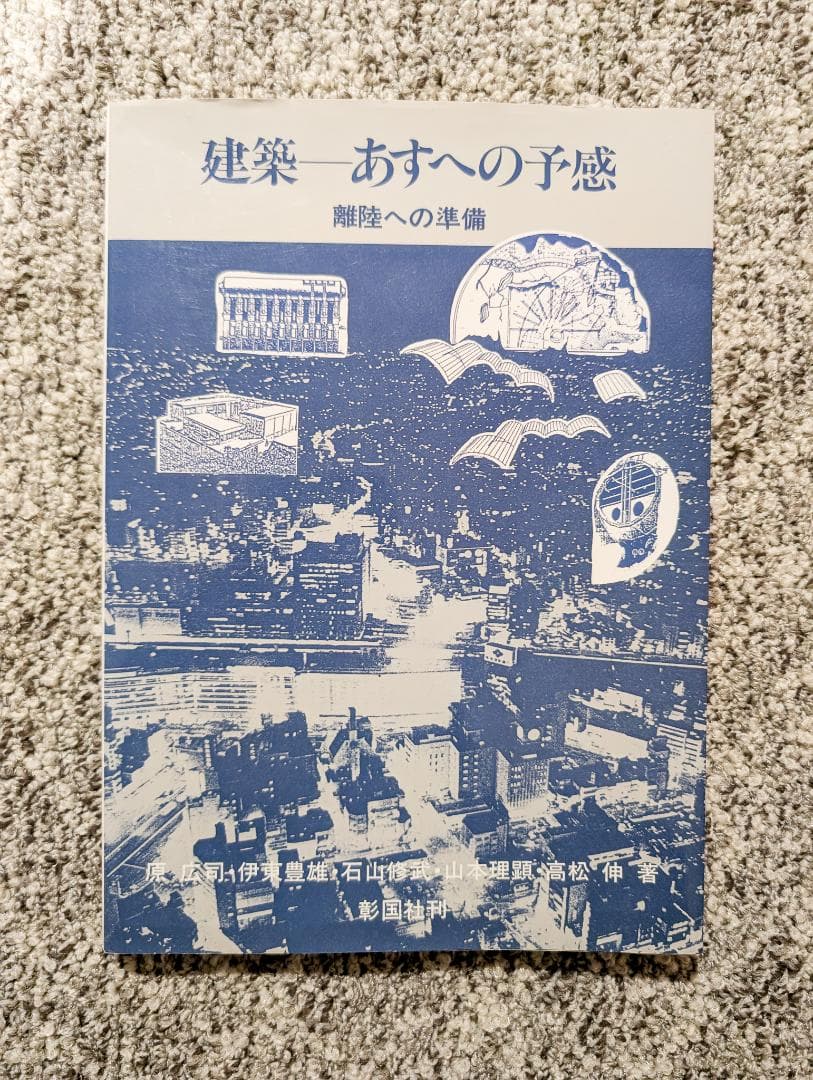 建築──あすへの予感
離陸への準備
原 広司・伊東豊雄・石山修武・山本理顕・高松 伸 著
彰国社刊